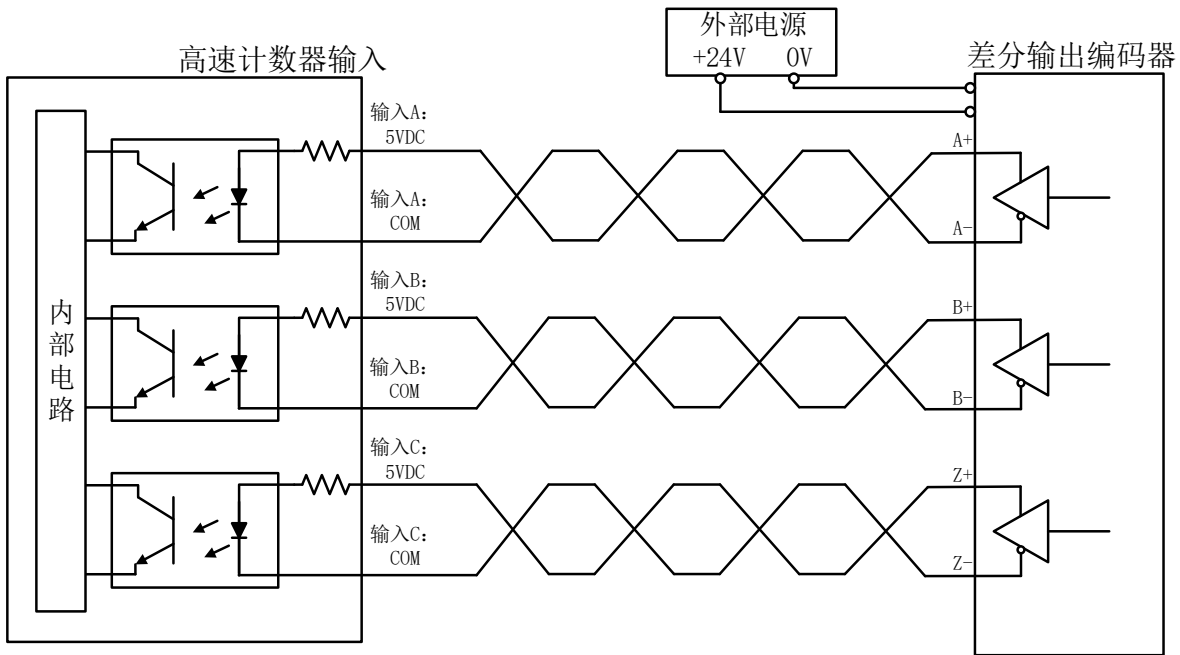 外部电源
+24V 0V
高速计数器输入
差分输出编码器
输入A:
5VDC
输入A:
COM
A+
A-
输入B:
5VDC
输入B:
COM
B+
B-
内部电路
输入C:
5VDC
输入C:
COM
Z+
Z-